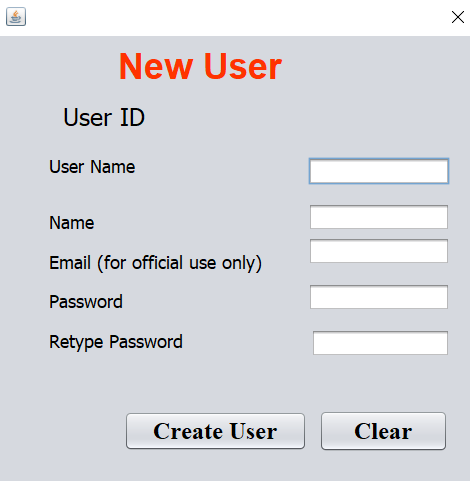 New User
User ID
User Name
Name
Email (for official use only)
Password
Retype Password
Create User
Clear